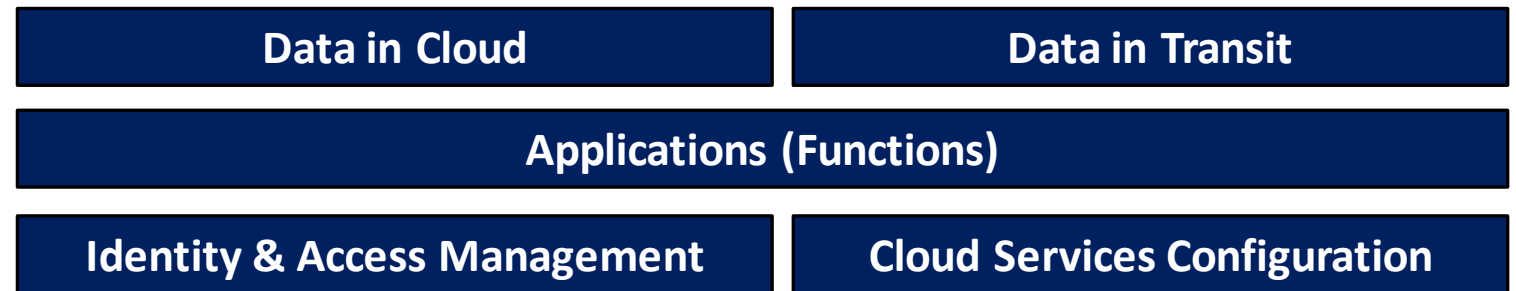 Data in Cloud
Data in Transit
Applications (Functions)
Identity & Access Management
Cloud Services Configuration